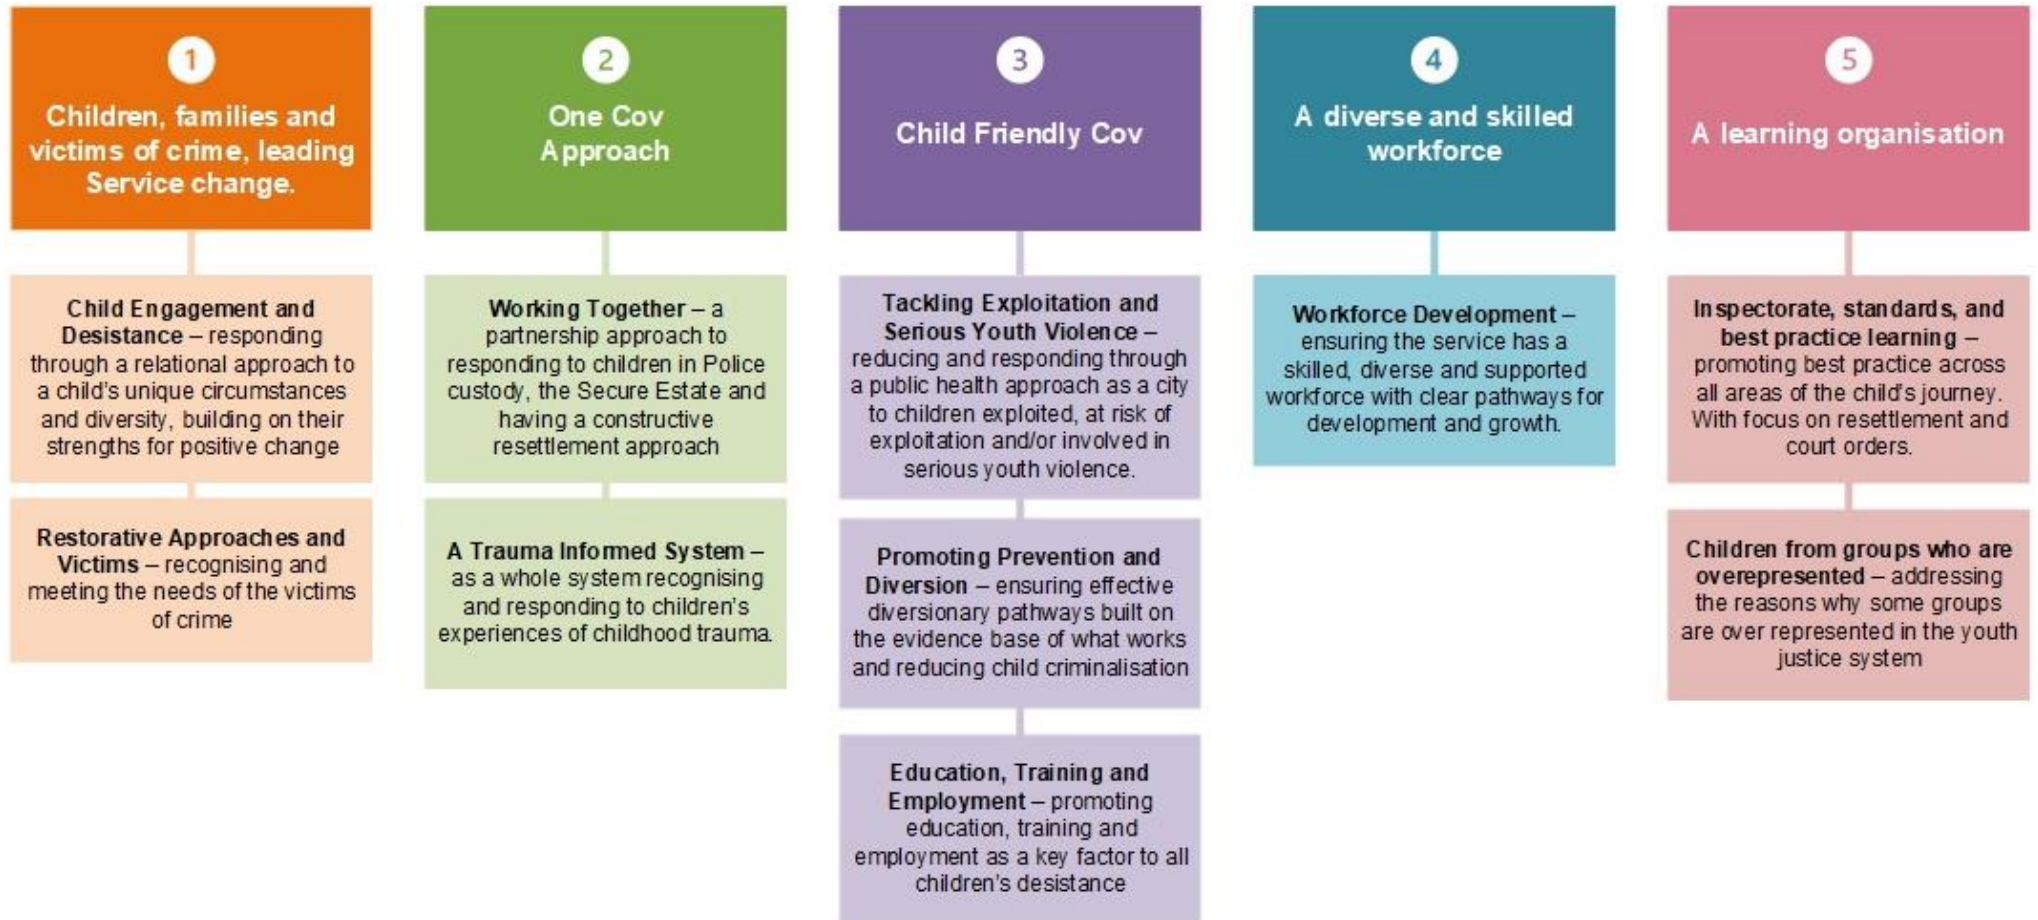 1
Children, families and
victims of crime, leading
Service change.
Child Engagement and
Desistance – responding
through a relational approach to
a child's unique circumstances
and diversity, building on their
strengths for positive change
Restorative Approaches and
Victims – recognising and
meeting the needs of the victims
of crime
2
One Cov
Approach
Working Together – a
partnership approach to
responding to children in Police
custody, the Secure Estate and
having a constructive
resettlement approach
A Trauma Informed System –
as a whole system recognising
and responding to children's
experiences of childhood trauma.
3
Child Friendly Cov
Tackling Exploitation and
Serious Youth Violence –
reducing and responding through
a public health approach as a city
to children exploited, at risk of
exploitation and/or involved in
serious youth violence.
Promoting Prevention and
Diversion – ensuring effective
diversionary pathways built on
the evidence base of what works
and reducing child criminalisation
Education, Training and
Employment – promoting
education, training and
employment as a key factor to all
children's desistance
4
A diverse and skilled
workforce
Workforce Development –
ensuring the service has a
skilled, diverse and supported
workforce with clear pathways for
development and growth.
5
A learning organisation
Inspectorate, standards, and
best practice learning –
promoting best practice across
all areas of the child's journey.
With focus on resettlement and
court orders.
Children from groups who are
overrepresented – addressing
the reasons why some groups
are over represented in the youth
justice system